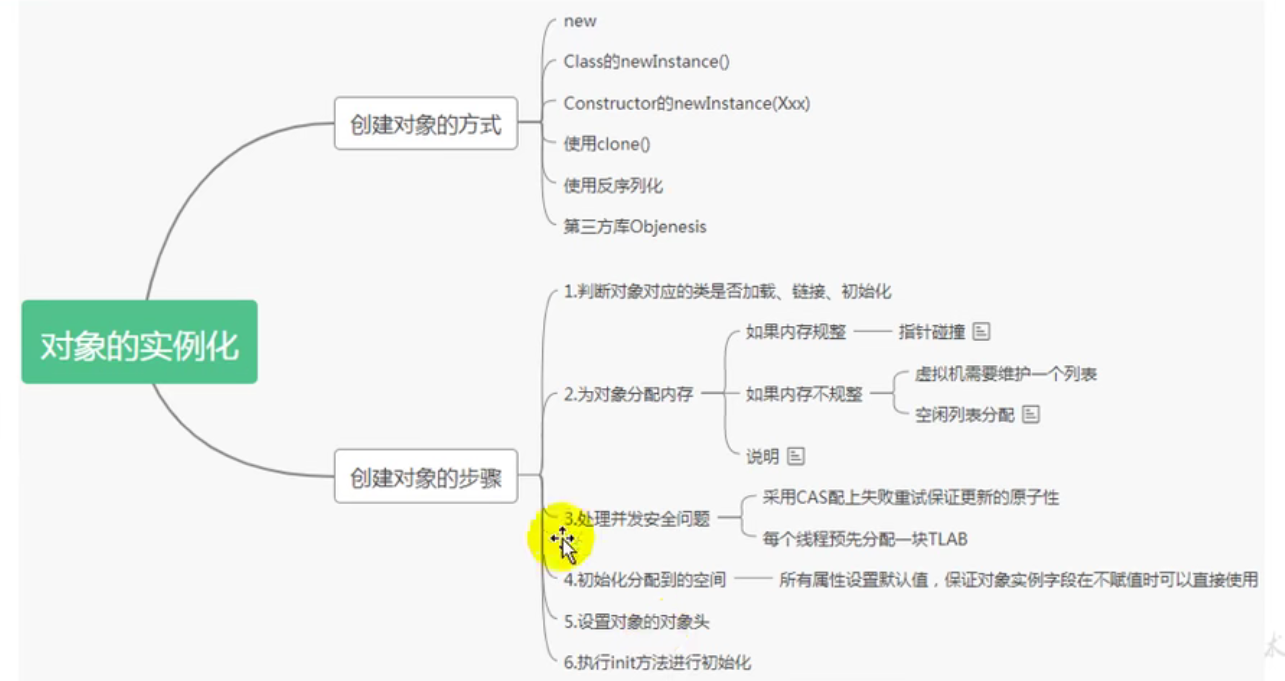 new
Class的newInstance()
Constructor的newInstance(Xxx)
创建对象的方式
使用clone()
使用反序列化
第三方库Objenesis
对象的实例化
1.判断对象对应的类是否加载、链接、初始化
如果内存规整
指针碰撞
2.为对象分配内存
如果内存不规整
虚拟机需要维护一个列表
空闲列表分配
说明
创建对象的步骤
3.处理并发安全问题
采用CAS配上失败重试保证更新的原子性
每个线程预先分配一块TLAB
4.初始化分配到的空间
所有属性设置默认值，保证对象实例字段在不赋值时可以直接使用
5.设置对象的对象头
6.执行init方法进行初始化
术